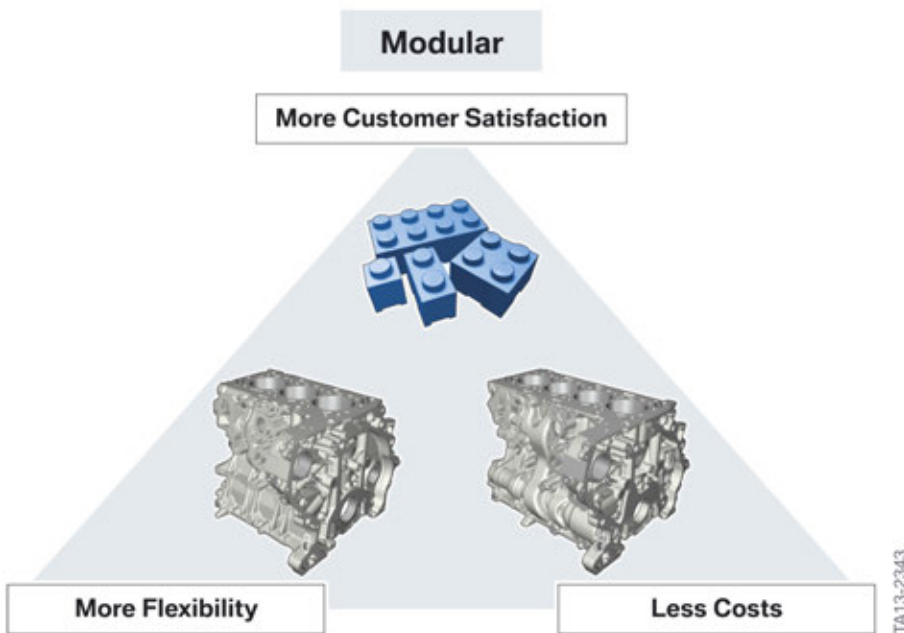 Modular
More Customer Satisfaction
More Flexibility
Less Costs
TA13-2343